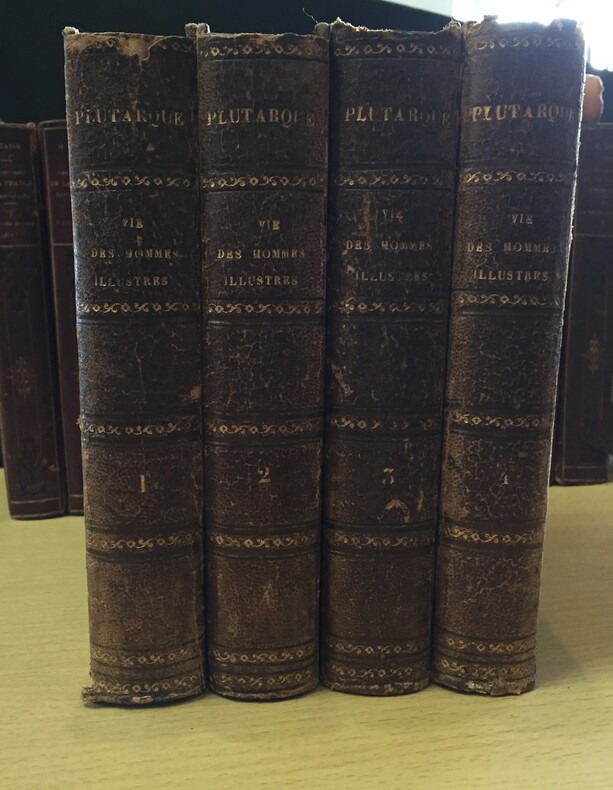 PLUTARQUE
VIE
DES HOMMES
ILLUSTRES
1
PLUTARQUE
VIE
DES HOMMES
ILLUSTRES
2
PLUTARQUE
VIE
DES HOMMES
ILLUSTRES
3
PLUTARQUE
VIE
DES HOMMES
ILLUSTRES
4